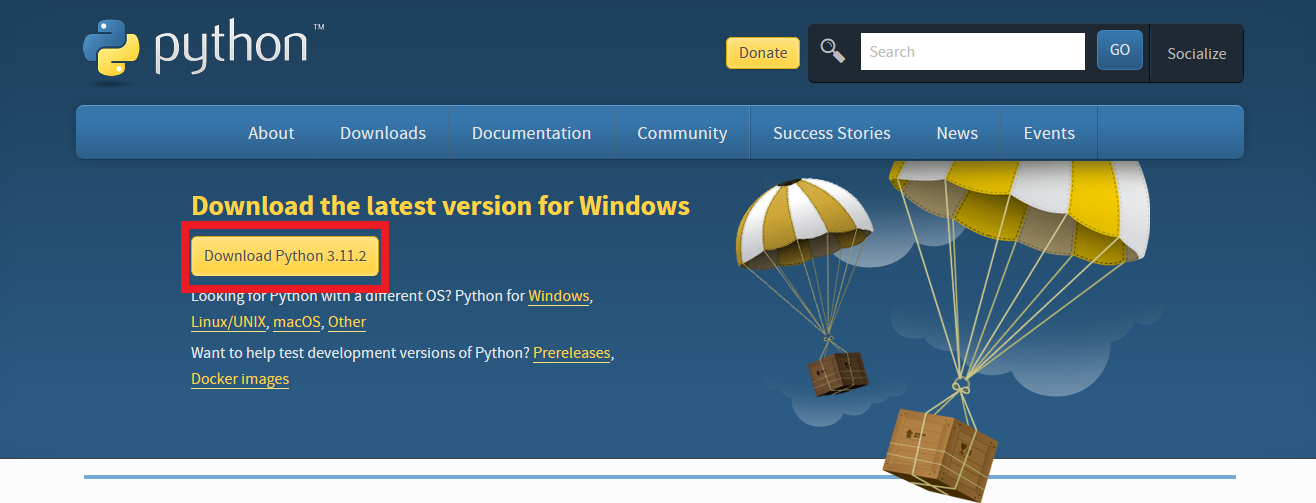 python™
Donate
Search
GO
Socialize
About
Downloads
Documentation
Community
Success Stories
News
Events
Download the latest version for Windows
Download Python 3.11.2
Looking for Python with a different OS? Python for Windows,
Linux/UNIX, macOS, Other
Want to help test development versions of Python? Prereleases,
Docker images